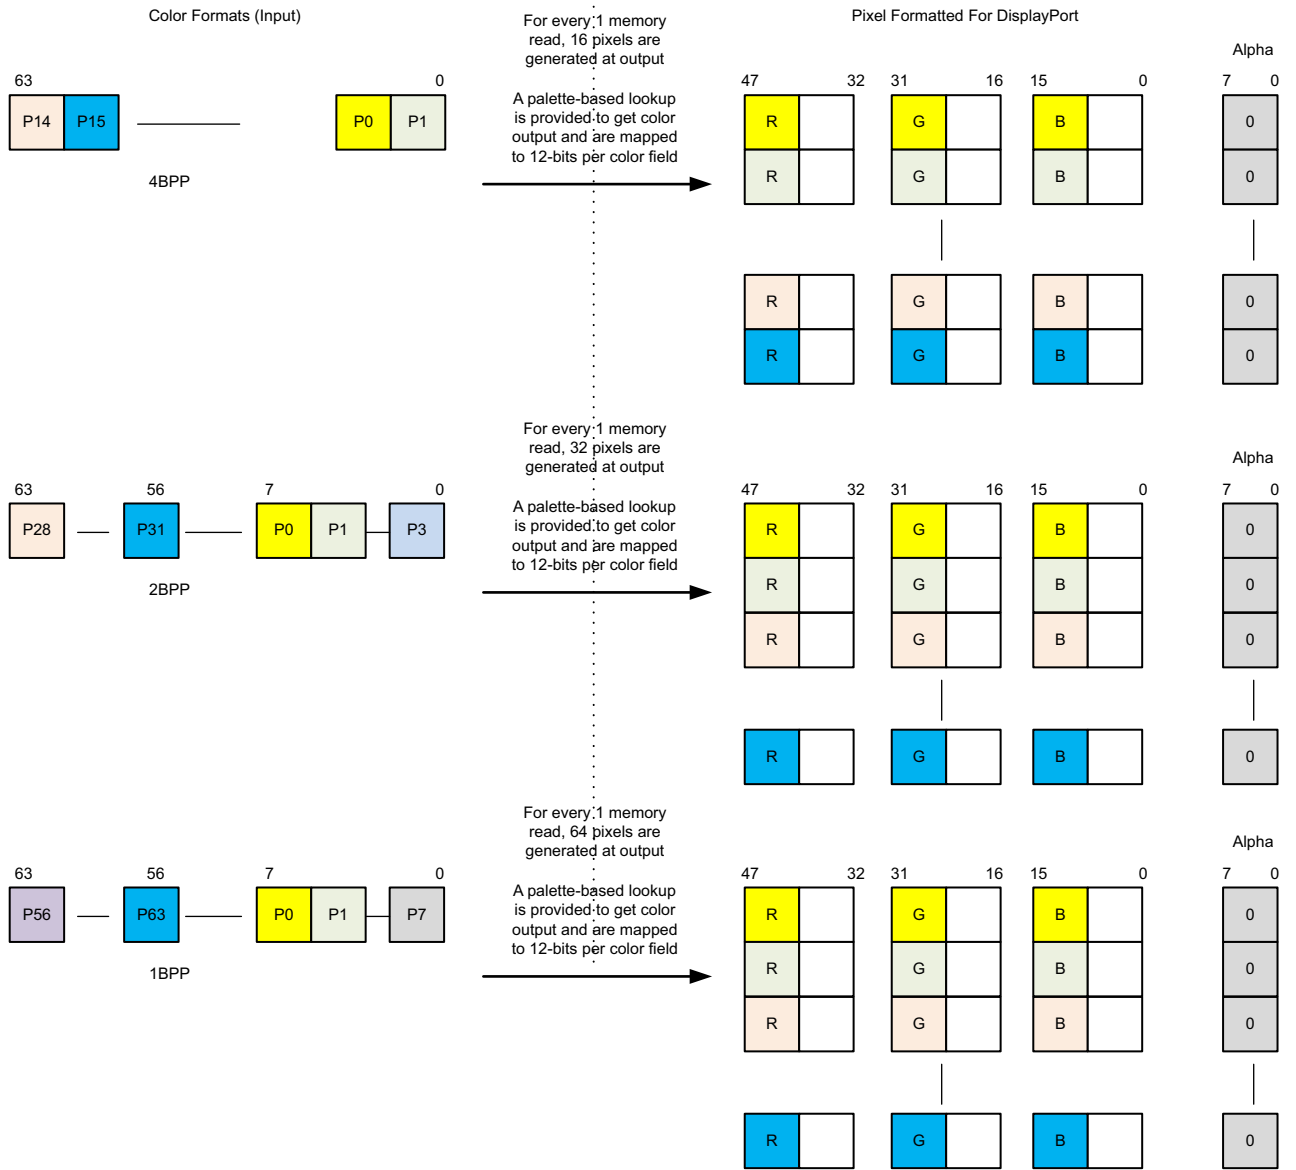 Color Formats (Input)
For every 1 memory
read, 16 pixels are
generated at output
Pixel Formatted For DisplayPort
Alpha
63 0
47 32 31 16 15 0 7 0
P14 P15 P0 P1
A palette-based lookup
is provided to get color
output and are mapped
to 12-bits per color field
R G B 0
R G B 0
4BPP
R G B 0
R G B 0
For every 1 memory
read, 32 pixels are
generated at output
Alpha
63 56 7 0
47 32 31 16 15 0 7 0
P28 P31 P0 P1 P3
A palette-based lookup
is provided to get color
output and are mapped
to 12-bits per color field
R G B 0
R G B 0
R G B 0
2BPP
R G B 0
For every 1 memory
read, 64 pixels are
generated at output
Alpha
63 56 7 0
47 32 31 16 15 0 7 0
P56 P63 P0 P1 P7
A palette-based lookup
is provided to get color
output and are mapped
to 12-bits per color field
R G B 0
R G B 0
R G B 0
1BPP
R G B 0